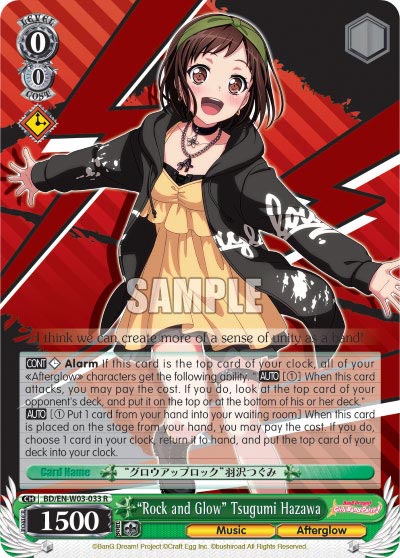 LEVEL
0
0
COST
SAMPLE
I think we can create more of a sense of unity as a band!
CONT Alarm If this card is the top card of your clock, all of your
«Afterglow» characters get the following ability. "AUTO [①] When this card
attacks, you may pay the cost. If you do, look at the top card of your
opponent's deck, and put it on the top or at the bottom of his or her deck."
AUTO [① Put 1 card from your hand into your waiting room] When this card
is placed on the stage from your hand, you may pay the cost. If you do,
choose 1 card in your clock, return it to hand, and put the top card of your
deck into your clock.
Card Name
"グロウアップロック"羽沢つぐみ
CH BD/EN-W03-033 R
"Rock and Glow" Tsugumi Hazawa
POWER
1500
Music
Afterglow
©BanG Dream! Project ©Craft Egg Inc. ©bushiroad All Rights Reserved.